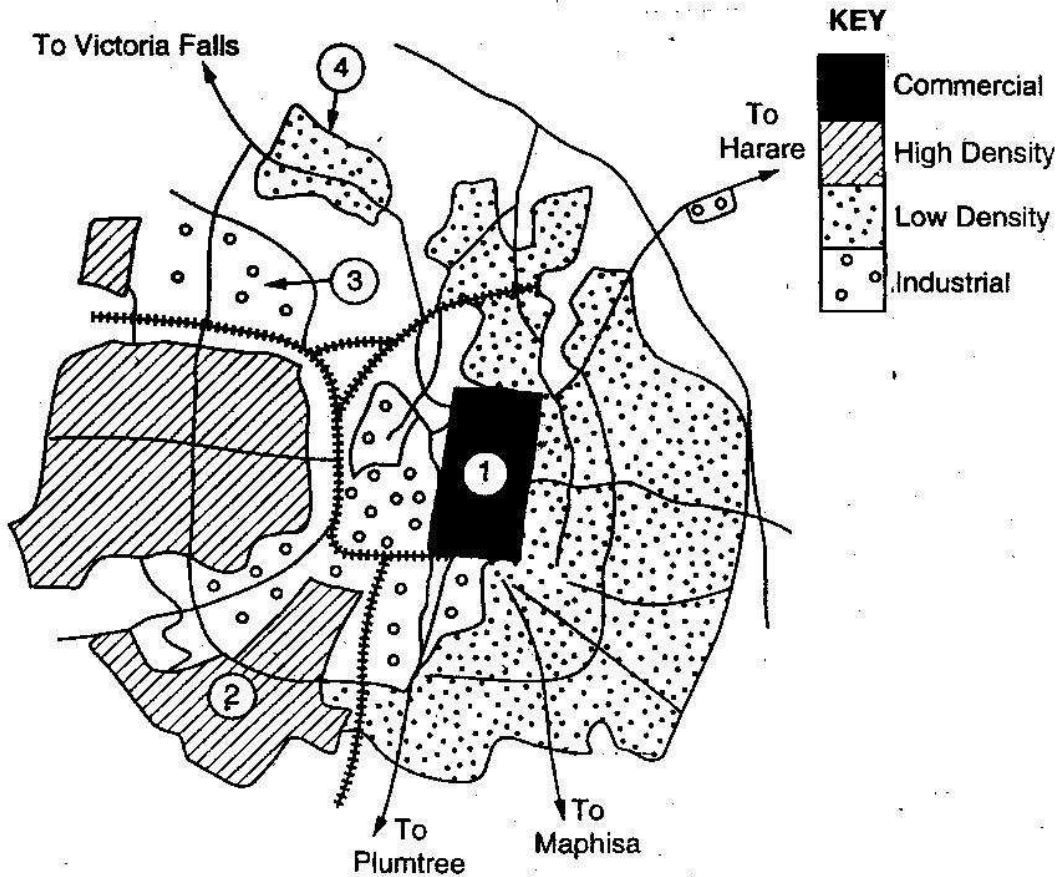 KEY
To Victoria Falls
4
Commercial
To
Harare
High Density
Low Density
3
Industrial
1
2
To
Plumtree
To
Maphisa